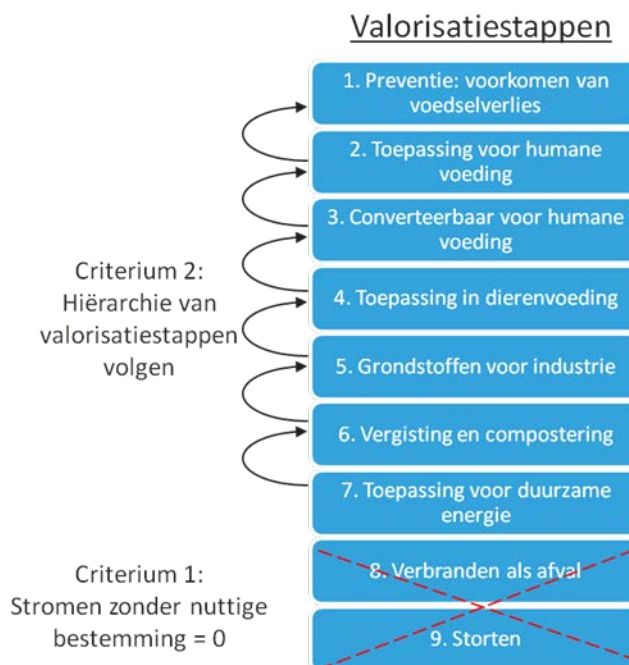 Valorisatiestappen
1. Preventie: voorkomen van
voedselverlies
2. Toepassing voor humane
voeding
3. Converteerbaar voor humane
voeding
4. Toepassing in dierenvoeding
5. Grondstoffen voor industrie
6. Vergisting en compostering
7. Toepassing voor duurzame
energie
8. Verbranden als afval
9. Storten
Criterium 2:
Hiërarchie van
valorisatiestappen
volgen
Criterium 1:
Stromen zonder nuttige
bestemming = 0